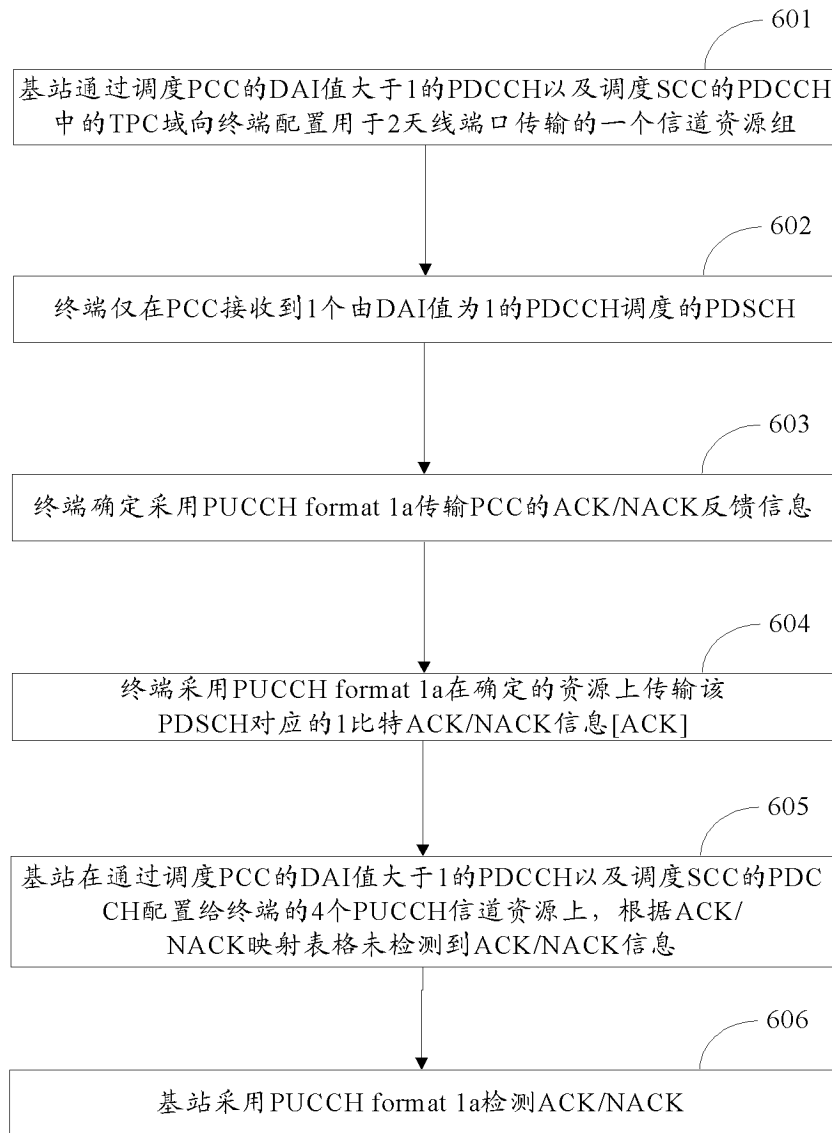 601
基站通过调度PCC的DAI值大于1的PDCCH以及调度SCC的PDCCH
中的TPC域向终端配置用于2天线端口传输的一个信道资源组
602
终端仅在PCC接收到1个由DAI值为1的PDCCH调度的PDSCH
603
终端确定采用PUCCH format 1a传输PCC的ACK/NACK反馈信息
604
终端采用PUCCH format 1a在确定的资源上传输该
PDSCH对应的1比特ACK/NACK信息[ACK]
605
基站在通过调度PCC的DAI值大于1的PDCCH以及调度SCC的PDC
CH配置给终端的4个PUCCH信道资源上，根据ACK/
NACK映射表格未检测到ACK/NACK信息
606
基站采用PUCCH format 1a检测ACK/NACK